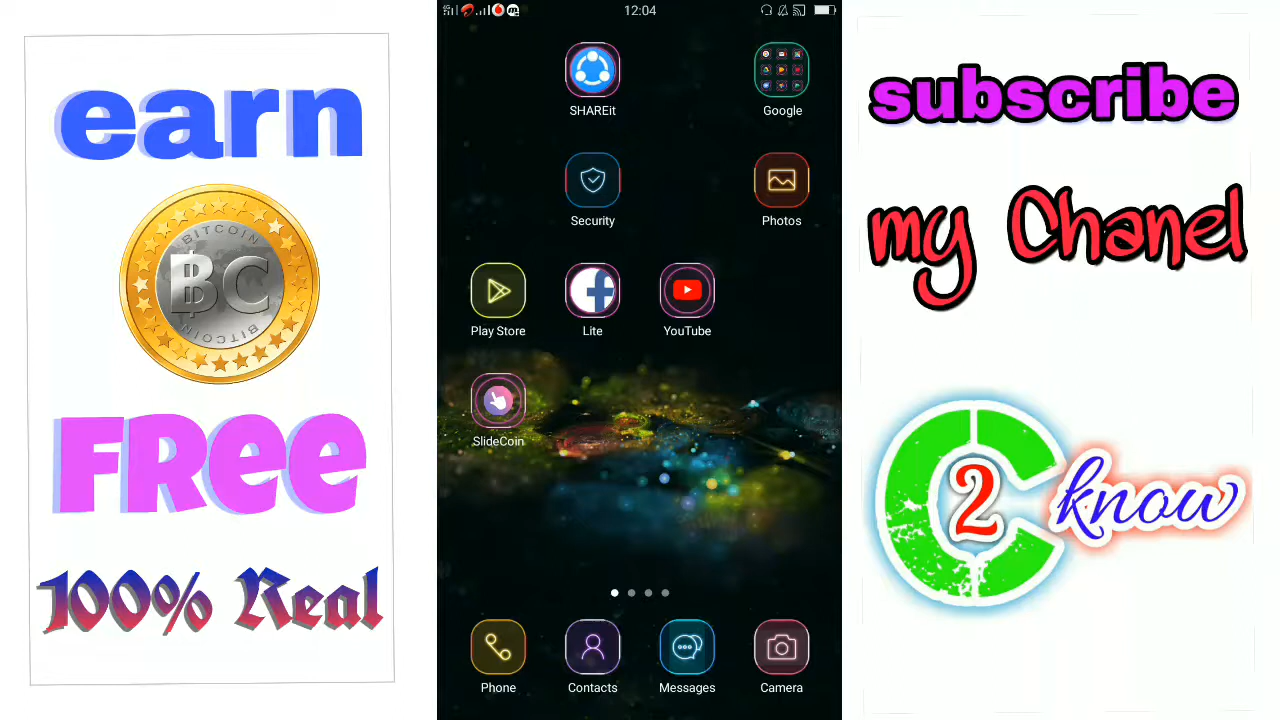 earn
BITCOIN
BC
BITCOIN
FREE
100% Real
12:04
SHAREit
Google
Security
Photos
Play Store
Lite
YouTube
SlideCoin
Phone
Contacts
Messages
Camera
subscribe
my Chanel
C2 know